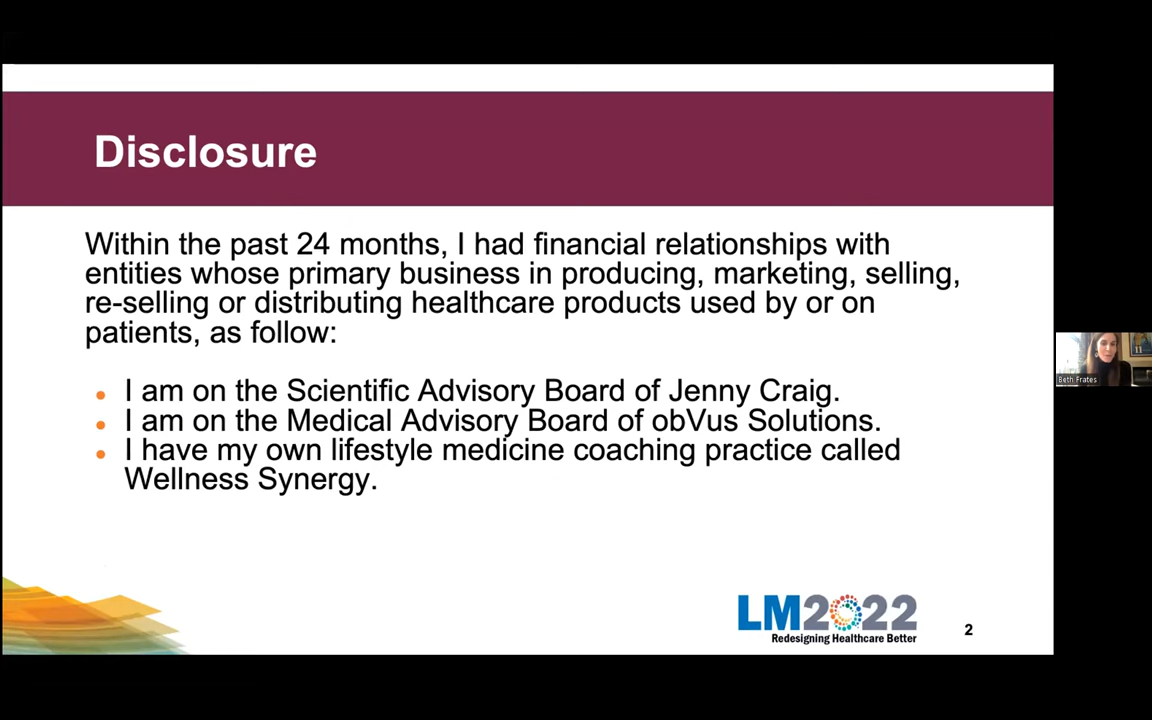 Disclosure
Within the past 24 months, I had financial relationships with
entities whose primary business in producing, marketing, selling,
re-selling or distributing healthcare products used by or on
patients, as follow:
• I am on the Scientific Advisory Board of Jenny Craig.
• I am on the Medical Advisory Board of obVus Solutions.
• I have my own lifestyle medicine coaching practice called
Wellness Synergy.
Beth Frates
LM2022
Redesigning Healthcare Better
2